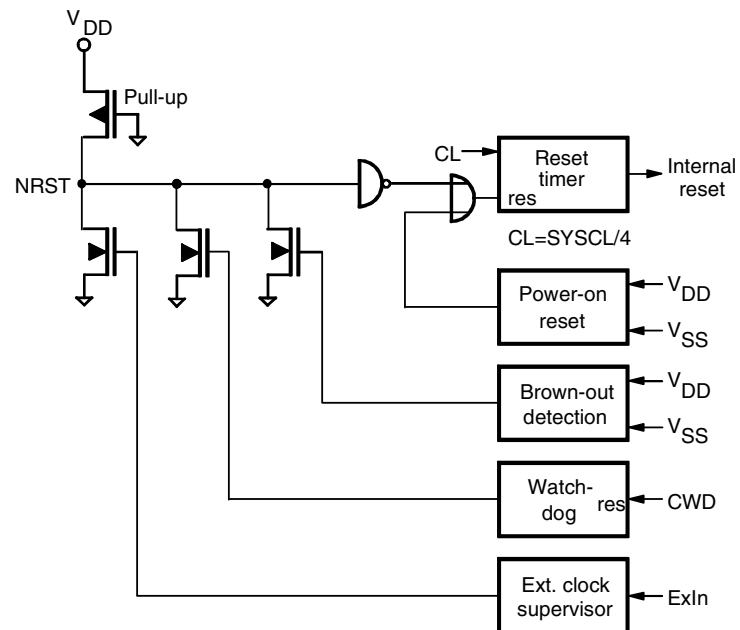 VDD
Pull-up
NRST
CL
Reset
timer
res
Internal
reset
CL=SYSCL/4
Power-on
reset
VDD
VSS
Brown-out
detection
VDD
VSS
Watch-
dog
res
CWD
Ext. clock
supervisor
ExIn